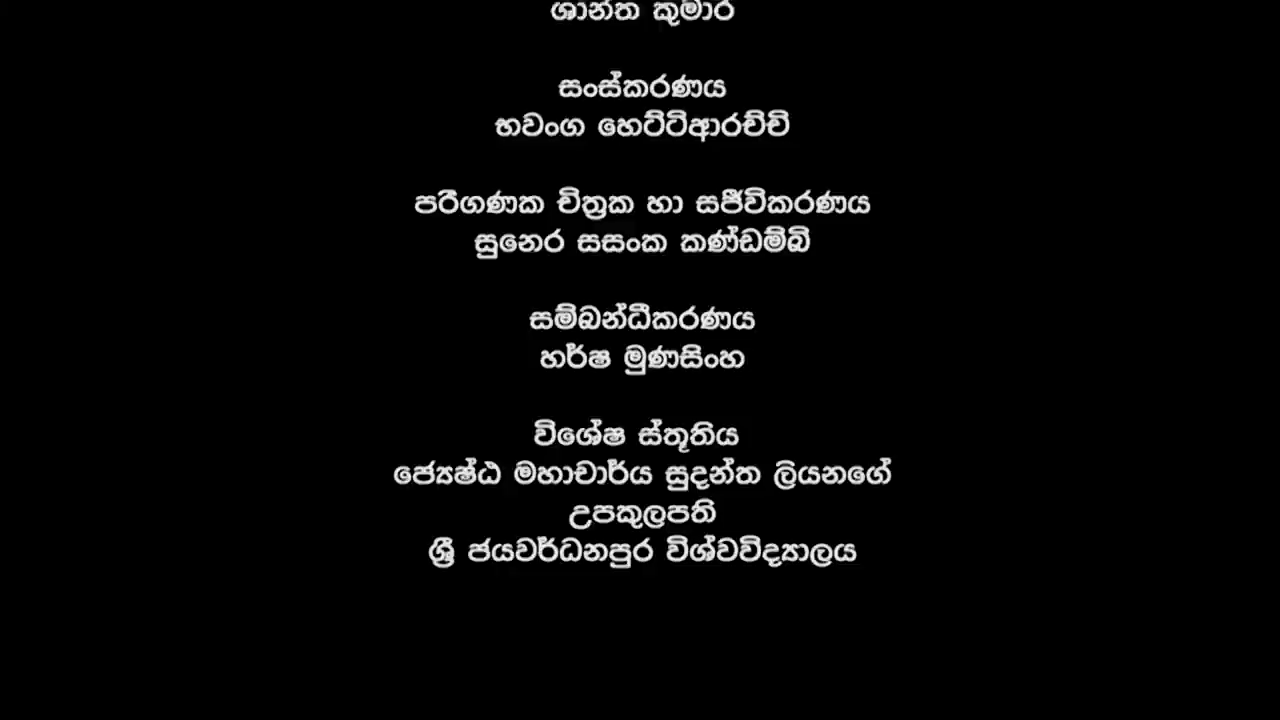 ශාන්ත කුමාර
සංස්කරණය
භවංග හෙට්ටිආරච්චි
පරිගණක චිත්‍රක හා සජීවිකරණය
සුනෙර සසංක කණ්ඩම්බි
සම්බන්ධීකරණය
හර්ෂ මුණසිංහ
විශේෂ ස්තූතිය
ජ්‍යෙෂ්ඨ මහාචාර්ය සුදන්ත ලියනගේ
උපකුලපති
ශ්‍රී ජයවර්ධනපුර විශ්වවිද්‍යාලය